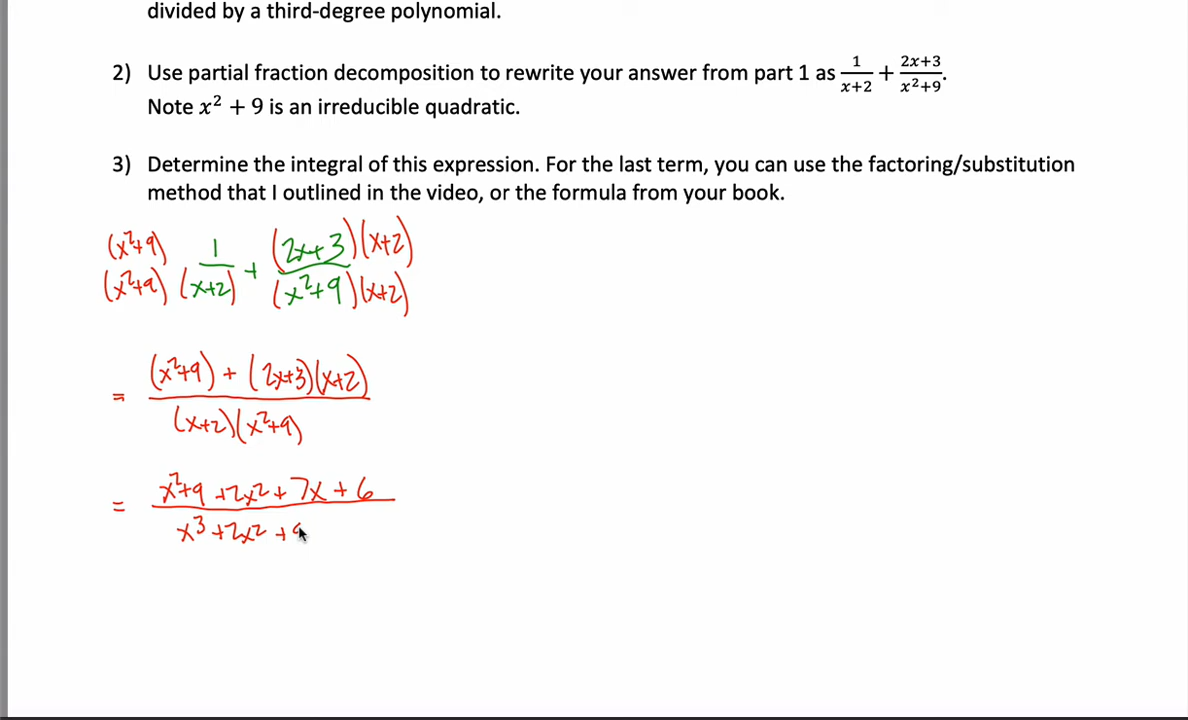 divided by a third-degree polynomial.
2) Use partial fraction decomposition to rewrite your answer from part 1 as 1/(x+2) + (2x+3)/(x²+9).
Note x² + 9 is an irreducible quadratic.
3) Determine the integral of this expression. For the last term, you can use the factoring/substitution
method that I outlined in the video, or the formula from your book.
(x²+9)/(x²+9) 1/(x+2) + (2x+3)(x+2)/(x²+9)(x+2)
= (x²+9) + (2x+3)(x+2)
(x+2)(x²+9)
= x²+9 +2x² + 7x + 6
x³ +2x² + 9